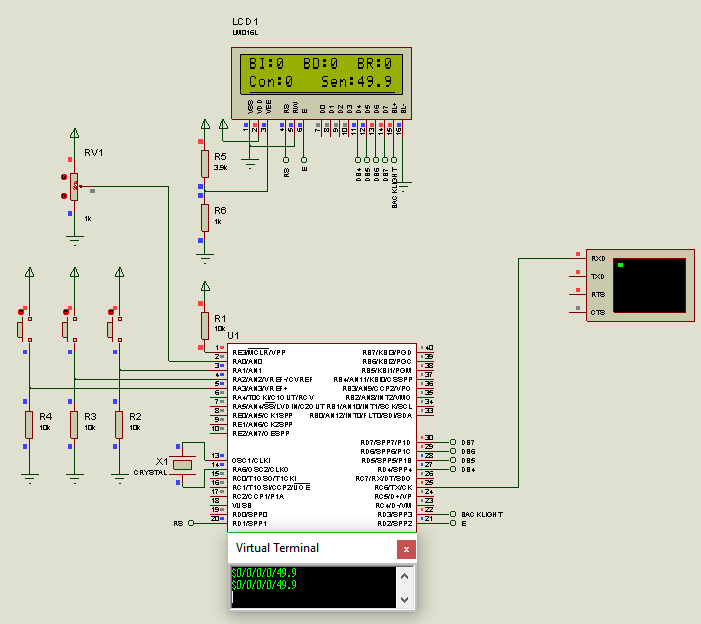 LCD1
LM016L
BI:0 BD:0 BR:0
Con:0 Sen:49.9
VSS VDD VEE RS RW E D0 D1 D2 D3 D4 D5 D6 D7 BL+ BL-
1 2 3 4 5 6 7 8 9 10 11 12 13 14 15 16
RS E DB4 DB5 DB6 DB7 BACKLIGHT
RV1
1k
R5
3.9k
R6
1k
R1
10k
U1
RXD
TXD
RTS
CTS
R4
10k
R3
10k
R2
10k
X1
CRYSTAL
1 RE3/MCLR/VPP
2 RA0/AN0
3 RA1/AN1
4 RA2/AN2/VREF-/CVREF
5 RA3/AN3/VREF+
6 RA4/T0CKI/C1OUT/RCV
7 RA5/AN4/SS/LVDIN/C2OUT
8 RE0/AN5/CK1SPP
9 RE1/AN6/CK2SPP
10 RE2/AN7/OESPP
13 OSC1/CLKI
14 RA6/OSC2/CLKO
15 RC0/T1OSO/T1CKI
16 RC1/T1OSI/CCP2/UOE
17 RC2/CCP1/P1A
18 VUSB
19 RD0/SPP0
RS 20 RD1/SPP1
RB7/KBI3/PGD 40
RB6/KBI2/PGC 39
RB5/KBI1/PGM 38
RB4/AN11/KBI0/CSSPP 37
RB3/AN9/CCP2/VPO 36
RB2/AN8/INT2/VMO 35
RB1/AN10/INT1/SCK/SCL 34
RB0/AN12/INT0/FLT0/SDI/SDA 33
RD7/SPP7/P1D 30 DB7
RD6/SPP6/P1C 29 DB6
RD5/SPP5/P1B 28 DB5
RD4/SPP4 27 DB4
RC7/RX/DT/SDO 26
RC6/TX/CK 25
RC5/D+/VP 24
RC4/D-/VM 23
RD3/SPP3 22 BACKLIGHT
RD2/SPP2 21 E
Virtual Terminal
x
$0/0/0/0/49.9
$0/0/0/0/49.9